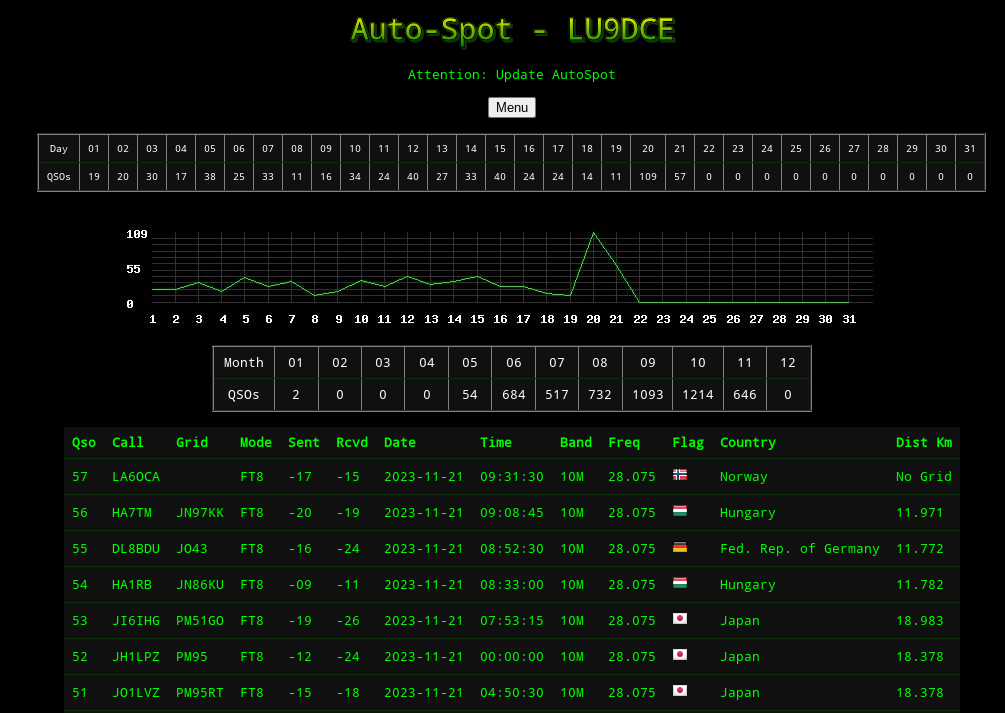 Auto-Spot - LU9DCE
Attention: Update AutoSpot
Menu
Day 01 02 03 04 05 06 07 08 09 10 11 12 13 14 15 16 17 18 19 20 21 22 23 24 25 26 27 28 29 30 31
QSOs 19 20 30 17 38 25 33 11 16 34 24 40 27 33 40 24 24 14 11 109 57 0 0 0 0 0 0 0 0 0 0
109
55
0
1 2 3 4 5 6 7 8 9 10 11 12 13 14 15 16 17 18 19 20 21 22 23 24 25 26 27 28 29 30 31
Month 01 02 03 04 05 06 07 08 09 10 11 12
QSOs 2 0 0 0 54 684 517 732 1093 1214 646 0
Qso Call Grid Mode Sent Rcvd Date Time Band Freq Flag Country Dist Km
57 LA6OCA FT8 -17 -15 2023-11-21 09:31:30 10M 28.075 Norway No Grid
56 HA7TM JN97KK FT8 -20 -19 2023-11-21 09:08:45 10M 28.075 Hungary 11.971
55 DL8BDU JO43 FT8 -16 -24 2023-11-21 08:52:30 10M 28.075 Fed. Rep. of Germany 11.772
54 HA1RB JN86KU FT8 -09 -11 2023-11-21 08:33:00 10M 28.075 Hungary 11.782
53 JI6IHG PM51GO FT8 -19 -26 2023-11-21 07:53:15 10M 28.075 Japan 18.983
52 JH1LPZ PM95 FT8 -12 -24 2023-11-21 00:00:00 10M 28.075 Japan 18.378
51 JO1LVZ PM95RT FT8 -15 -18 2023-11-21 04:50:30 10M 28.075 Japan 18.378